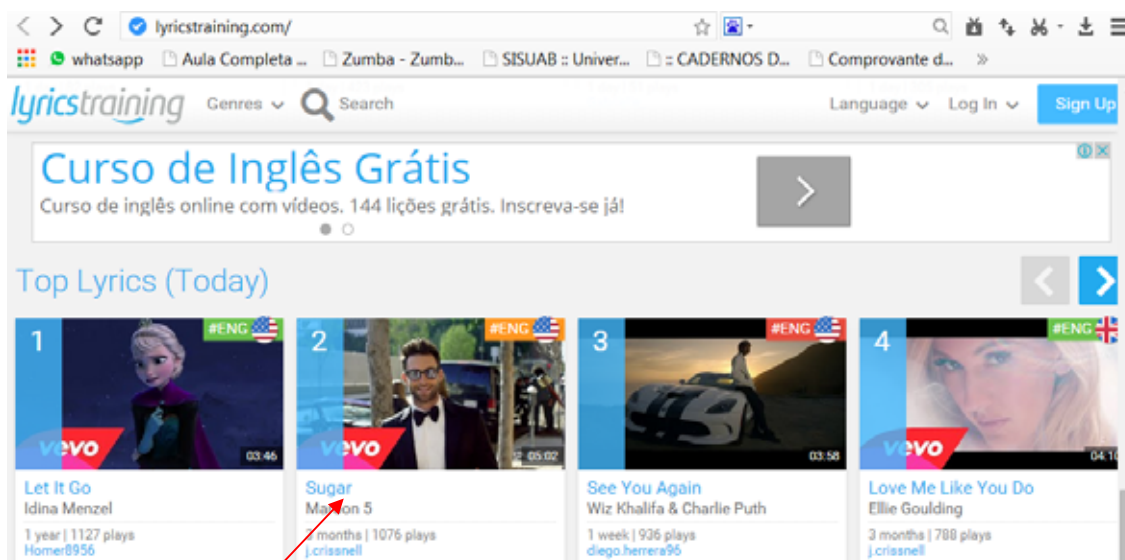 lyricstraining.com/
whatsapp Aula Completa ... Zumba - Zumb... SISUAB :: Univer... :: CADERNOS D... Comprovante d... »
lyricstraining Genres Search Language Log In Sign Up
Curso de Inglês Grátis
Curso de inglês online com vídeos. 144 lições grátis. Inscreva-se já!
Top Lyrics (Today)
1 #ENG 2 #ENG 3 #ENG 4 #ENG
vevo vevo vevo
03:46 05:02 03:58 04:10
Let It Go Sugar See You Again Love Me Like You Do
Idina Menzel Maroon 5 Wiz Khalifa & Charlie Puth Ellie Goulding
1 year | 1127 plays 3 months | 1076 plays 1 week | 936 plays 3 months | 788 plays
Homer8956 j.crissnell diego.herrera96 j.crissnell